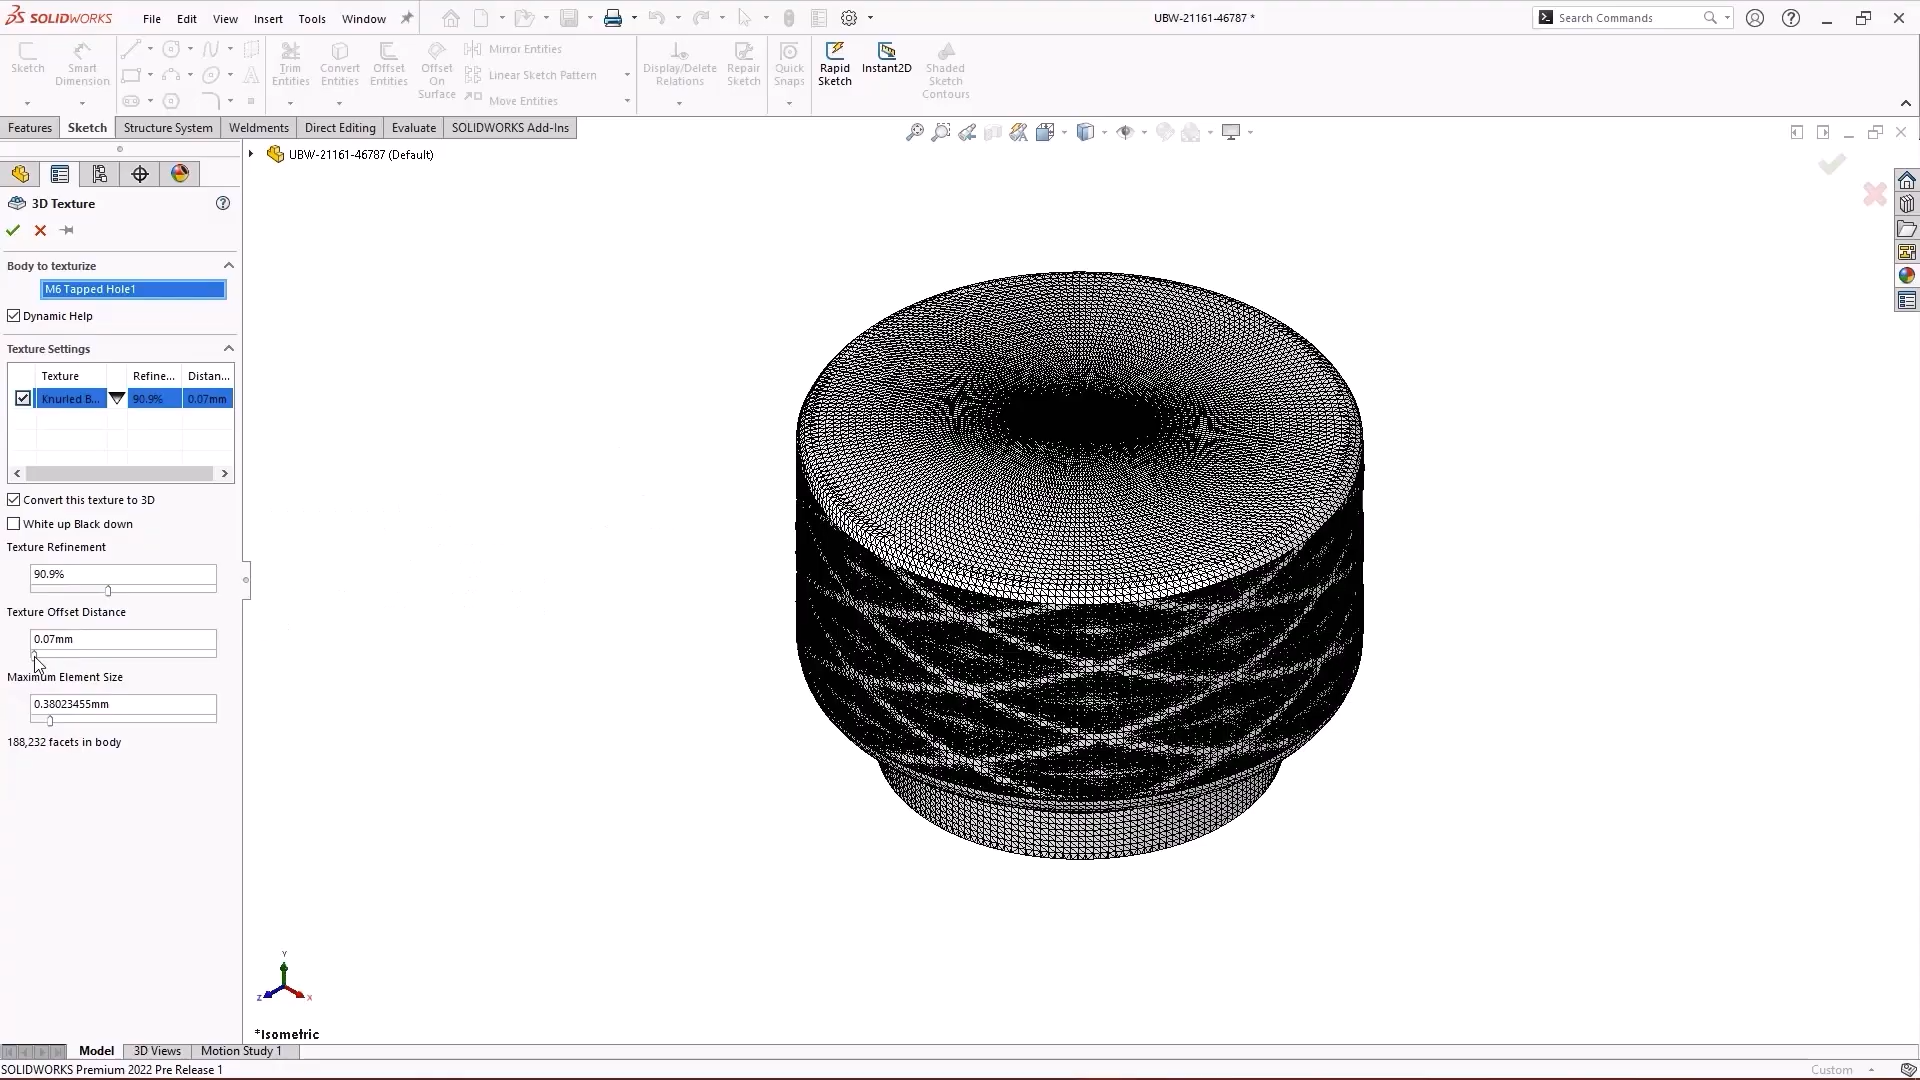 SOLIDWORKS File Edit View Insert Tools Window UBW-21161-46787 * Search Commands
Sketch Smart Dimension Trim Entities Convert Entities Offset Entities Offset On Surface Mirror Entities Linear Sketch Pattern Move Entities Display/Delete Relations Repair Sketch Quick Snaps Rapid Sketch Instant2D Shaded Sketch Contours
Features Sketch Structure System Weldments Direct Editing Evaluate SOLIDWORKS Add-Ins
UBW-21161-46787 (Default)
3D Texture
Body to texturize
M6 Tapped Hole1
Dynamic Help
Texture Settings
Texture Refine... Distan...
Knurled B... 90.9% 0.07mm
Convert this texture to 3D
White up Black down
Texture Refinement
90.9%
Texture Offset Distance
0.07mm
Maximum Element Size
0.38023455mm
188,232 facets in body
Y
Z X
*Isometric
Model 3D Views Motion Study 1
SOLIDWORKS Premium 2022 Pre Release 1 Custom